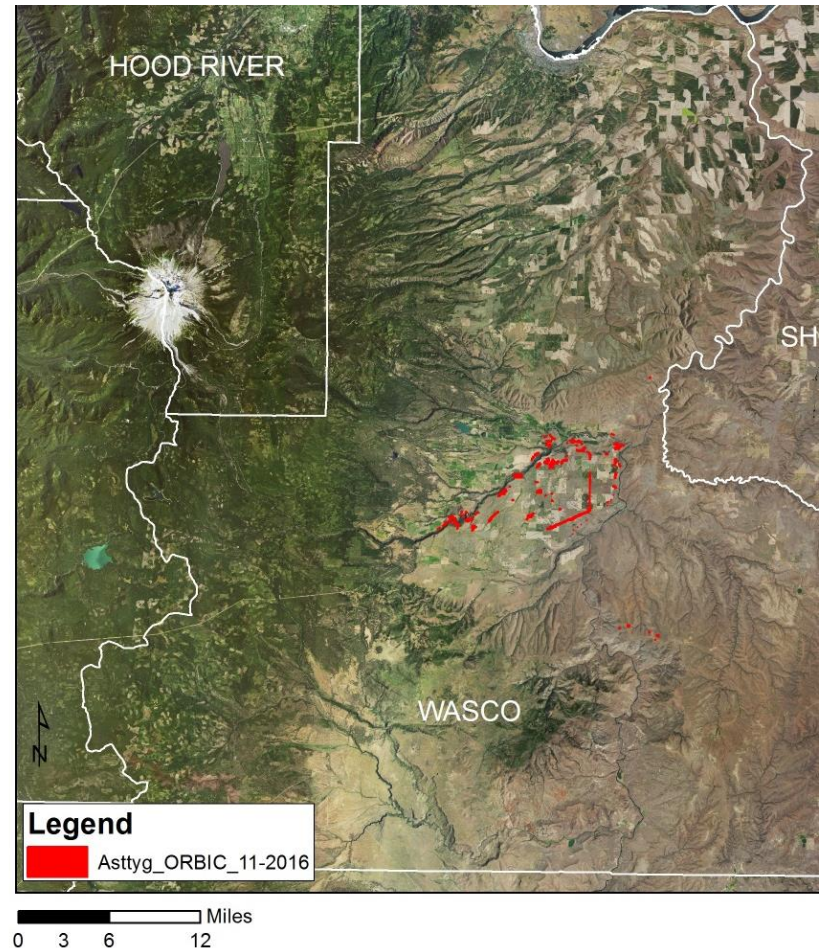 HOOD RIVER
SH
WASCO
N
Legend
Asttyg_ORBIC_11-2016
Miles
0 3 6 12